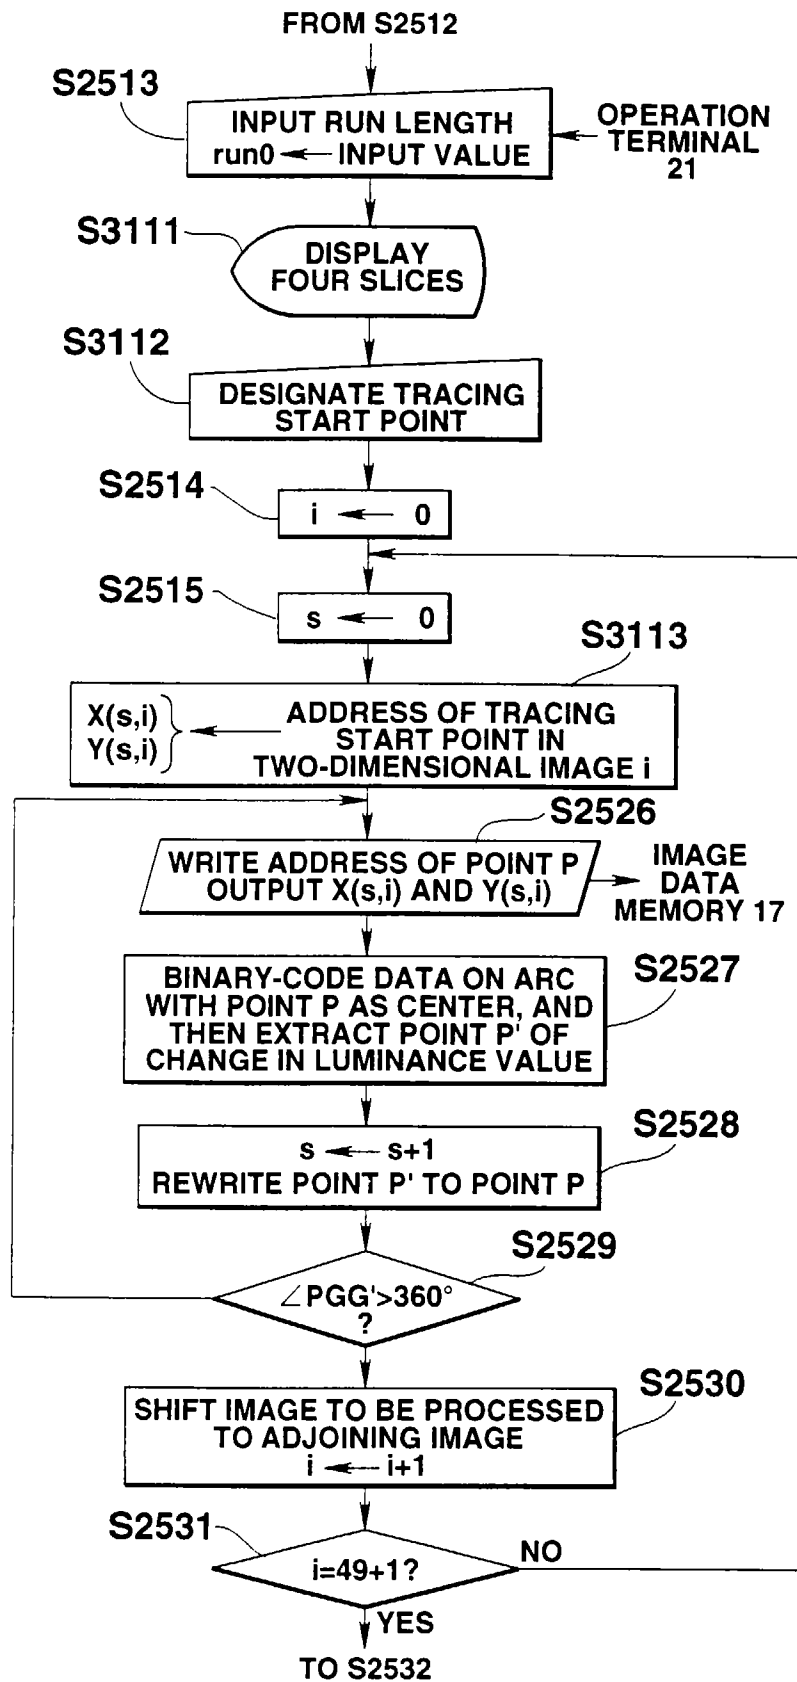 FROM S2512
S2513
INPUT RUN LENGTH
run0 ← INPUT VALUE
OPERATION
TERMINAL
21
S3111
DISPLAY
FOUR SLICES
S3112
DESIGNATE TRACING
START POINT
S2514
i ← 0
S2515
s ← 0
S3113
X(s,i)
Y(s,i)
ADDRESS OF TRACING
START POINT IN
TWO-DIMENSIONAL IMAGE i
S2526
WRITE ADDRESS OF POINT P
OUTPUT X(s,i) AND Y(s,i)
IMAGE
DATA
MEMORY 17
S2527
BINARY-CODE DATA ON ARC
WITH POINT P AS CENTER, AND
THEN EXTRACT POINT P' OF
CHANGE IN LUMINANCE VALUE
S2528
s ← s+1
REWRITE POINT P' TO POINT P
S2529
∠PGG'>360°
?
S2530
SHIFT IMAGE TO BE PROCESSED
TO ADJOINING IMAGE
i ← i+1
S2531
i=49+1?
NO
YES
TO S2532